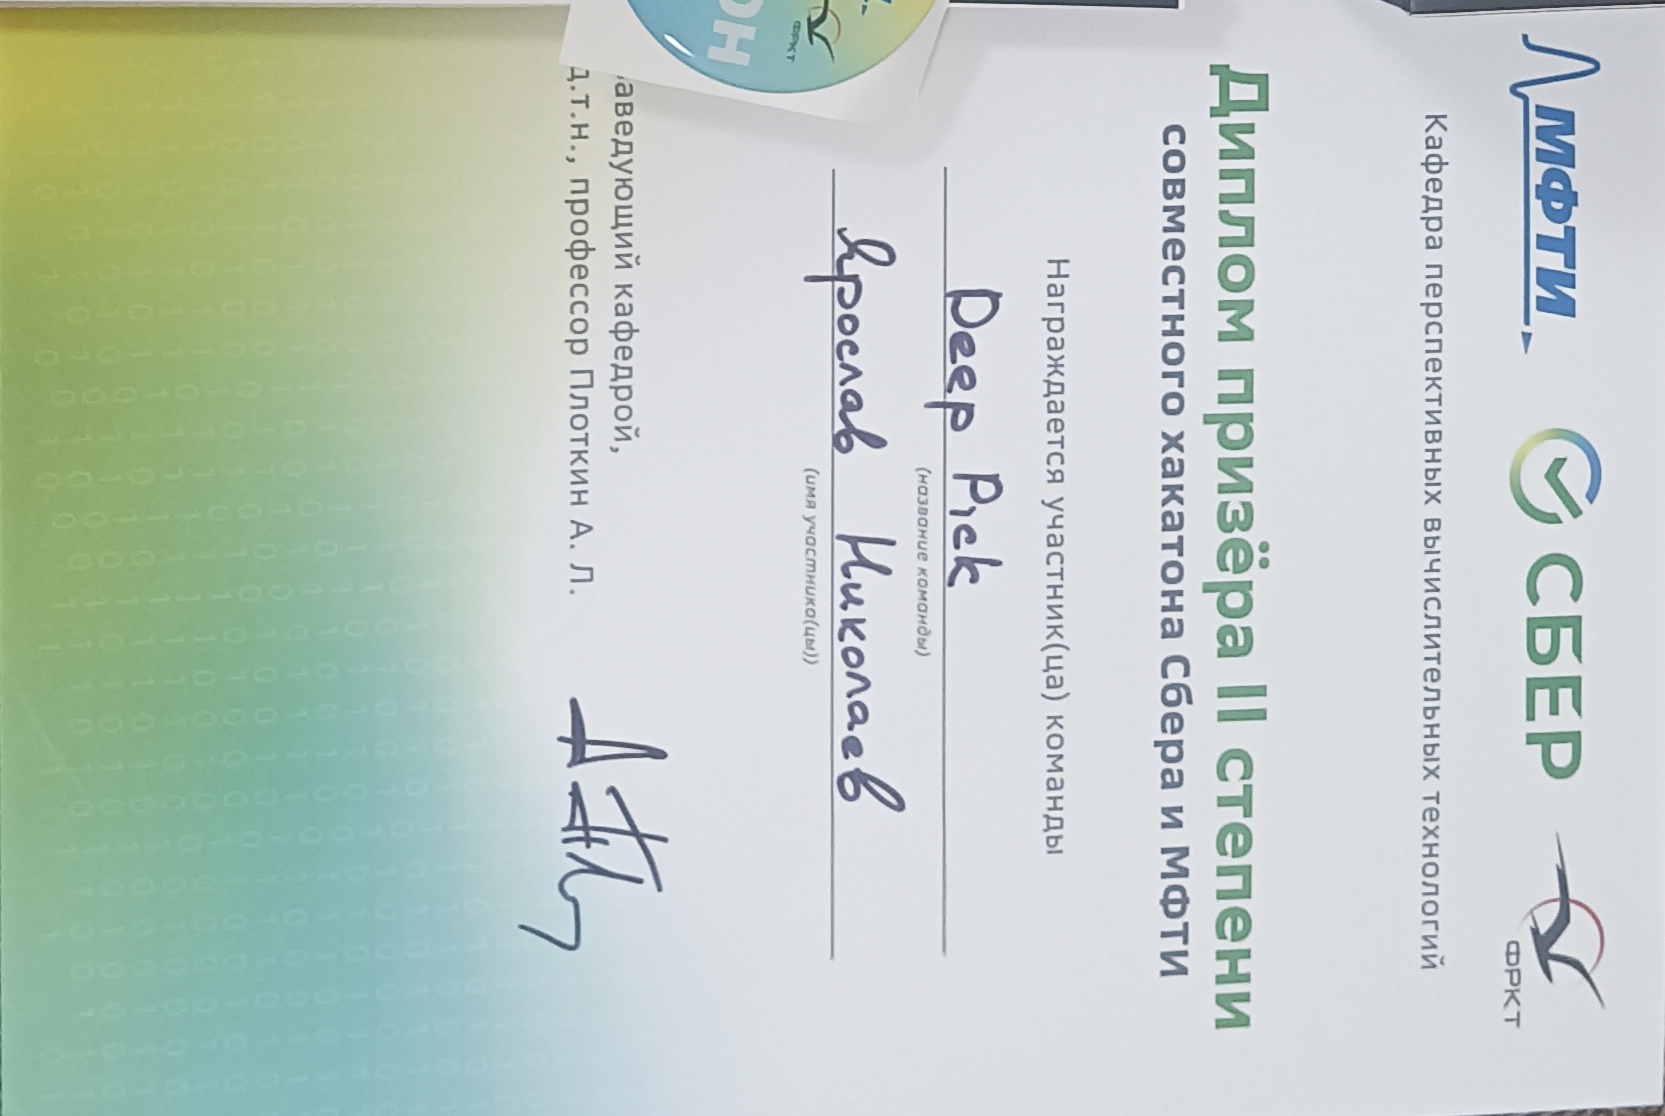 МФТИ СБЕР ФРКТ
Кафедра перспективных вычислительных технологий
Диплом призёра II степени
совместного хакатона Сбера и МФТИ
Награждается участник(ца) команды
Deep Pick
(название команды)
Ярослав Николаев
(имя участника(цы))
аведующий кафедрой,
д.т.н., профессор Плоткин А. Л.
ФРКТ
ОН